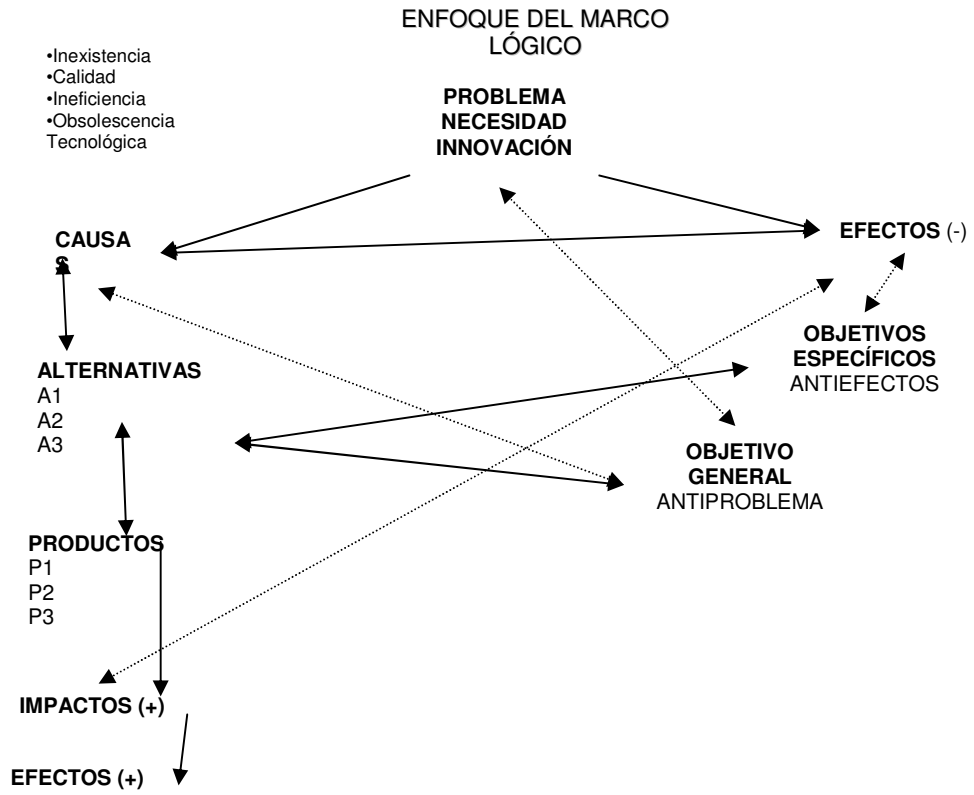 ENFOQUE DEL MARCO
LÓGICO
•Inexistencia
•Calidad
•Ineficiencia
•Obsolescencia
Tecnológica
PROBLEMA
NECESIDAD
INNOVACIÓN
CAUSA
S
EFECTOS (-)
OBJETIVOS
ESPECÍFICOS
ANTIEFECTOS
ALTERNATIVAS
A1
A2
A3
OBJETIVO
GENERAL
ANTIPROBLEMA
PRODUCTOS
P1
P2
P3
IMPACTOS (+)
EFECTOS (+)